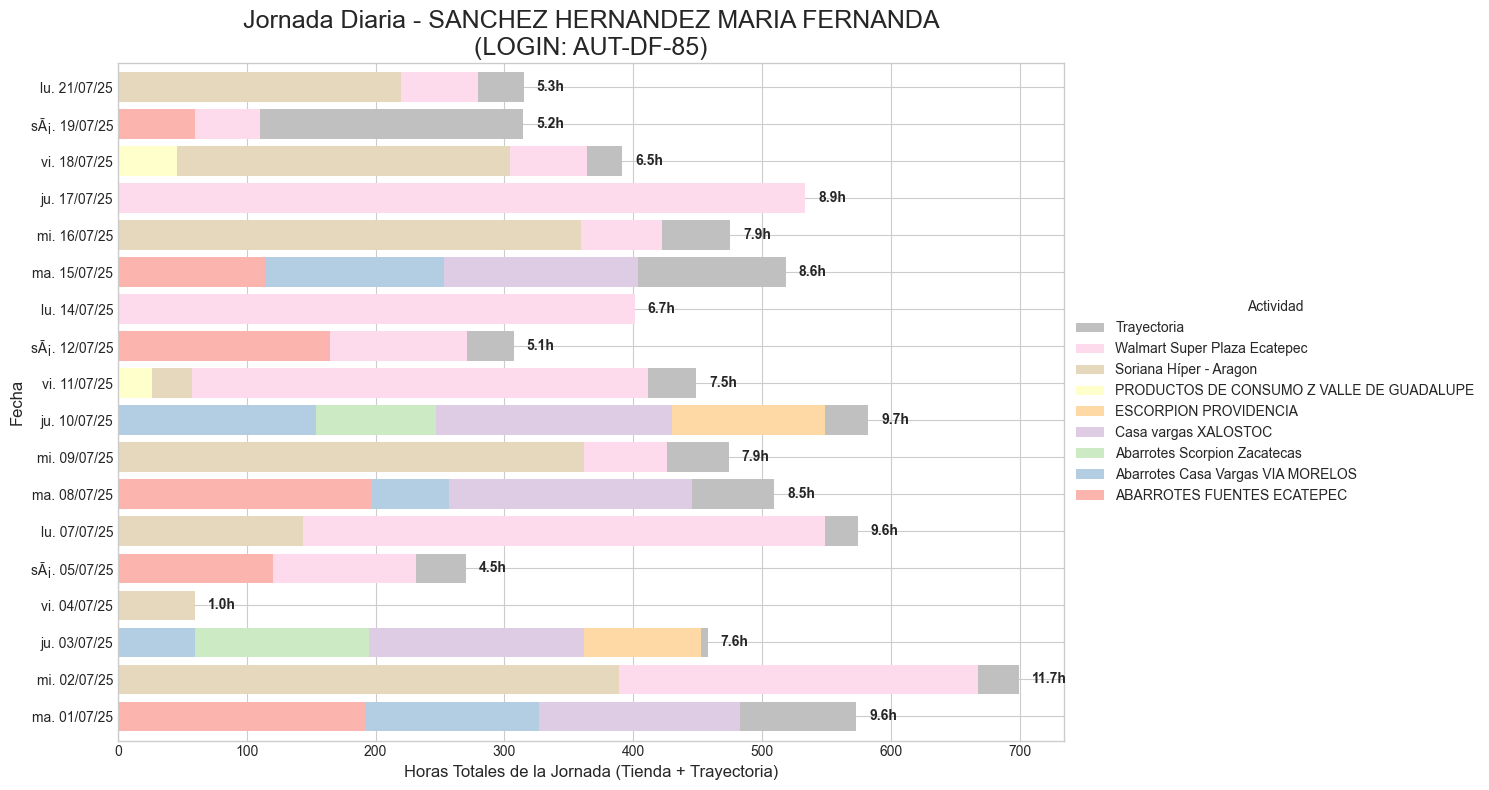 Jornada Diaria - SANCHEZ HERNANDEZ MARIA FERNANDA
(LOGIN: AUT-DF-85)
Fecha
lu. 21/07/25 5.3h
sÃ¡. 19/07/25 5.2h
vi. 18/07/25 6.5h
ju. 17/07/25 8.9h
mi. 16/07/25 7.9h
ma. 15/07/25 8.6h
lu. 14/07/25 6.7h
sÃ¡. 12/07/25 5.1h
vi. 11/07/25 7.5h
ju. 10/07/25 9.7h
mi. 09/07/25 7.9h
ma. 08/07/25 8.5h
lu. 07/07/25 9.6h
sÃ¡. 05/07/25 4.5h
vi. 04/07/25 1.0h
ju. 03/07/25 7.6h
mi. 02/07/25 11.7h
ma. 01/07/25 9.6h
0 100 200 300 400 500 600 700
Horas Totales de la Jornada (Tienda + Trayectoria)
Actividad
Trayectoria
Walmart Super Plaza Ecatepec
Soriana Híper - Aragon
PRODUCTOS DE CONSUMO Z VALLE DE GUADALUPE
ESCORPION PROVIDENCIA
Casa vargas XALOSTOC
Abarrotes Scorpion Zacatecas
Abarrotes Casa Vargas VIA MORELOS
ABARROTES FUENTES ECATEPEC